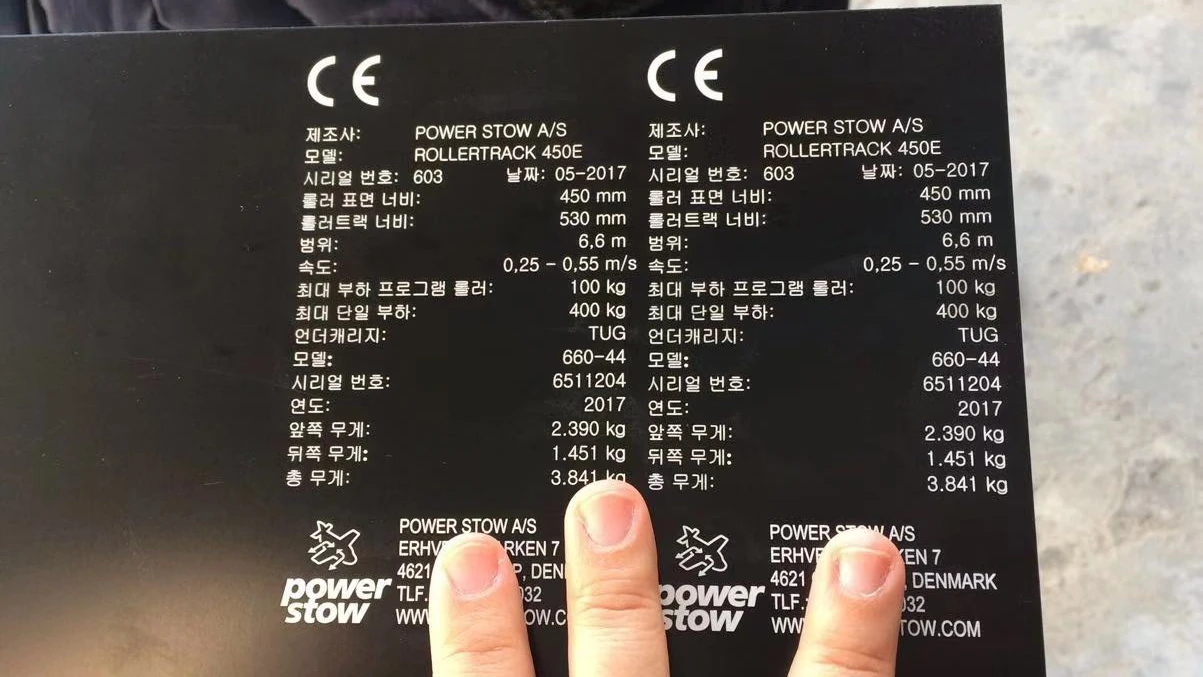 CE
제조사: POWER STOW A/S
모델: ROLLERTRACK 450E
시리얼 번호: 603 날짜: 05-2017
롤러 표면 너비: 450 mm
롤러트랙 너비: 530 mm
범위: 6,6 m
속도: 0,25 - 0,55 m/s
최대 부하 프로그램 롤러: 100 kg
최대 단일 부하: 400 kg
언더캐리지: TUG
모델: 660-44
시리얼 번호: 6511204
연도: 2017
앞쪽 무게: 2.390 kg
뒤쪽 무게: 1.451 kg
총 무게: 3.841 kg
power
stow
POWER STOW A/S
7
4621
TLF.
CE
제조사: POWER STOW A/S
모델: ROLLERTRACK 450E
시리얼 번호: 603 날짜: 05-2017
롤러 표면 너비: 450 mm
롤러트랙 너비: 530 mm
범위: 6,6 m
속도: 0,25 - 0,55 m/s
최대 부하 프로그램 롤러: 100 kg
최대 단일 부하: 400 kg
언더캐리지: TUG
모델: 660-44
시리얼 번호: 6511204
연도: 2017
앞쪽 무게: 2.390 kg
뒤쪽 무게: 1.451 kg
총 무게: 3.841 kg
power
stow
POWER STOW A/S
7
4621 DENMARK
TLF.